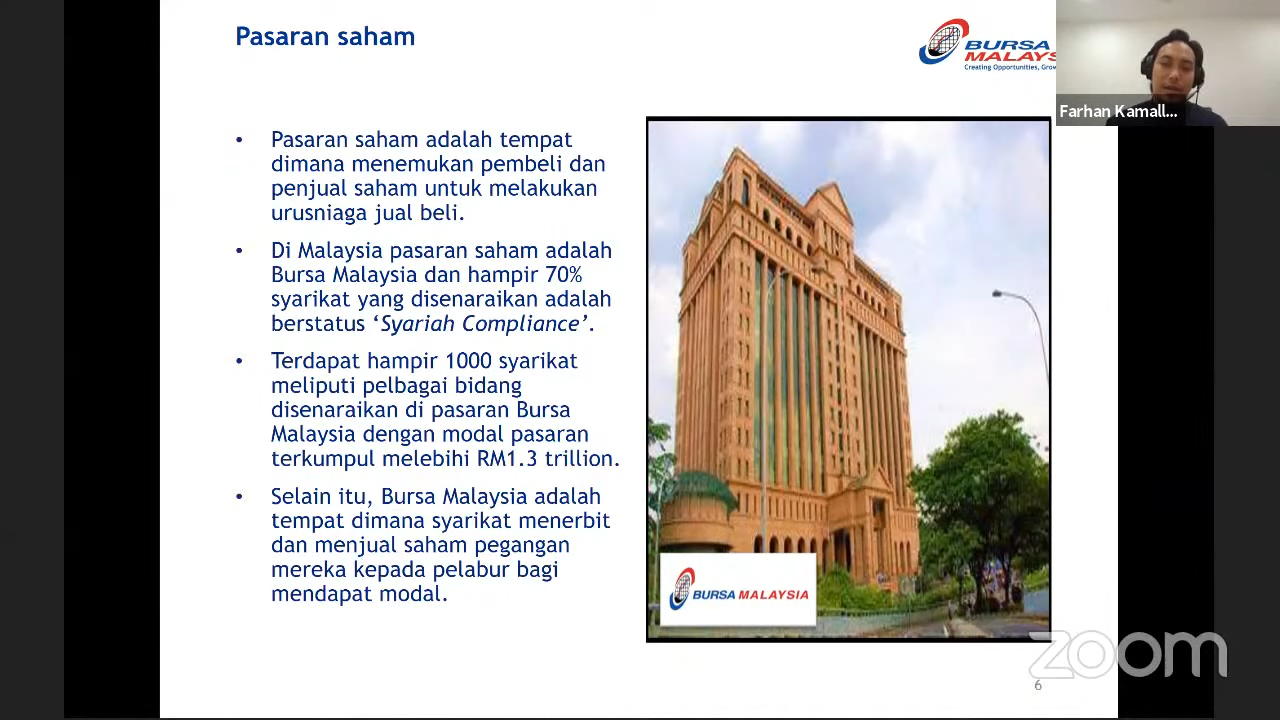 Pasaran saham
BURSA
MALAYS
Creating Opportunities, Grow
Farhan Kamall...
• Pasaran saham adalah tempat
dimana menemukan pembeli dan
penjual saham untuk melakukan
urusniaga jual beli.
• Di Malaysia pasaran saham adalah
Bursa Malaysia dan hampir 70%
syarikat yang disenaraikan adalah
berstatus ‘Syariah Compliance’.
• Terdapat hampir 1000 syarikat
meliputi pelbagai bidang
disenaraikan di pasaran Bursa
Malaysia dengan modal pasaran
terkumpul melebihi RM1.3 trillion.
• Selain itu, Bursa Malaysia adalah
tempat dimana syarikat menerbit
dan menjual saham pegangan
mereka kepada pelabur bagi
mendapat modal.
BURSA MALAYSIA
zoom
6